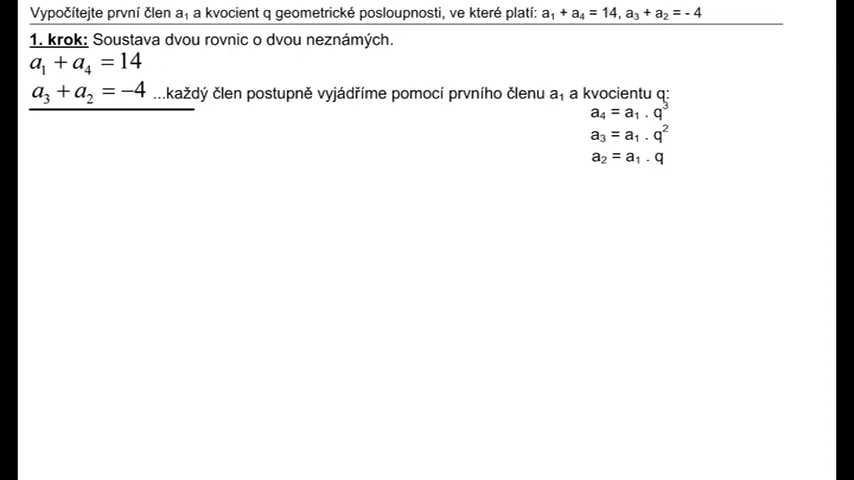 Vypočítejte první člen a₁ a kvocient q geometrické posloupnosti, ve které platí: a₁ + a₄ = 14, a₃ + a₂ = - 4
1. krok: Soustava dvou rovnic o dvou neznámých.
a₁ + a₄ = 14
a₃ + a₂ = −4 ...každý člen postupně vyjádříme pomocí prvního členu a₁ a kvocientu q:
a₄ = a₁ . q³
a₃ = a₁ . q²
a₂ = a₁ . q